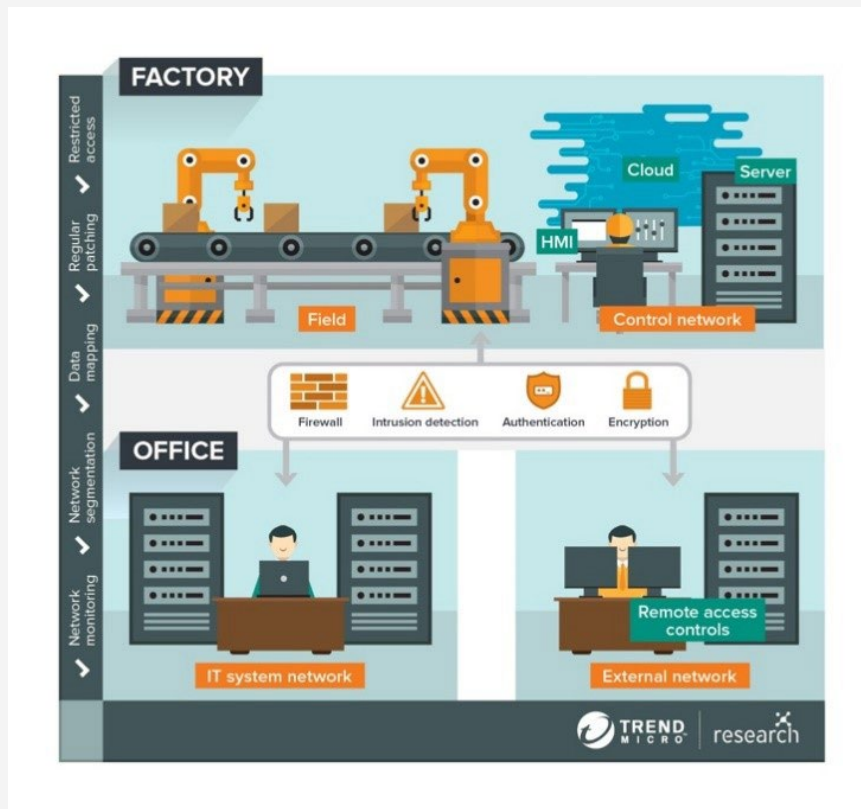 FACTORY
Restricted
access
Regular
patching
Data
mapping
Network
segmentation
Network
monitoring
Cloud
Server
HMI
Field
Control network
Firewall
Intrusion detection
Authentication
Encryption
OFFICE
Remote access
controls
IT system network
External network
TREND
MICRO
research